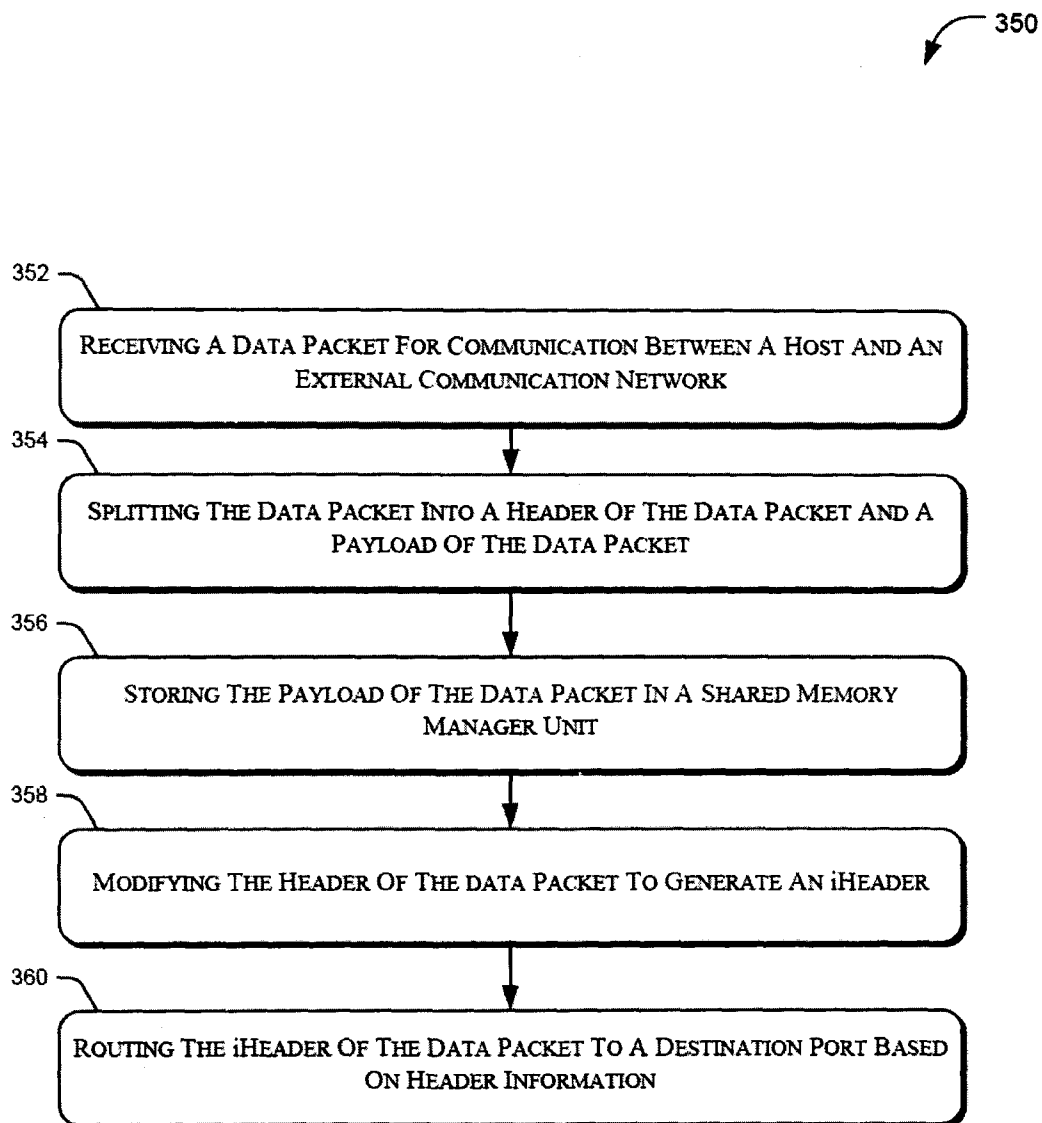 350
352
RECEIVING A DATA PACKET FOR COMMUNICATION BETWEEN A HOST AND AN
EXTERNAL COMMUNICATION NETWORK
354
SPLITTING THE DATA PACKET INTO A HEADER OF THE DATA PACKET AND A
PAYLOAD OF THE DATA PACKET
356
STORING THE PAYLOAD OF THE DATA PACKET IN A SHARED MEMORY
MANAGER UNIT
358
MODIFYING THE HEADER OF THE DATA PACKET TO GENERATE AN iHEADER
360
ROUTING THE iHEADER OF THE DATA PACKET TO A DESTINATION PORT BASED
ON HEADER INFORMATION